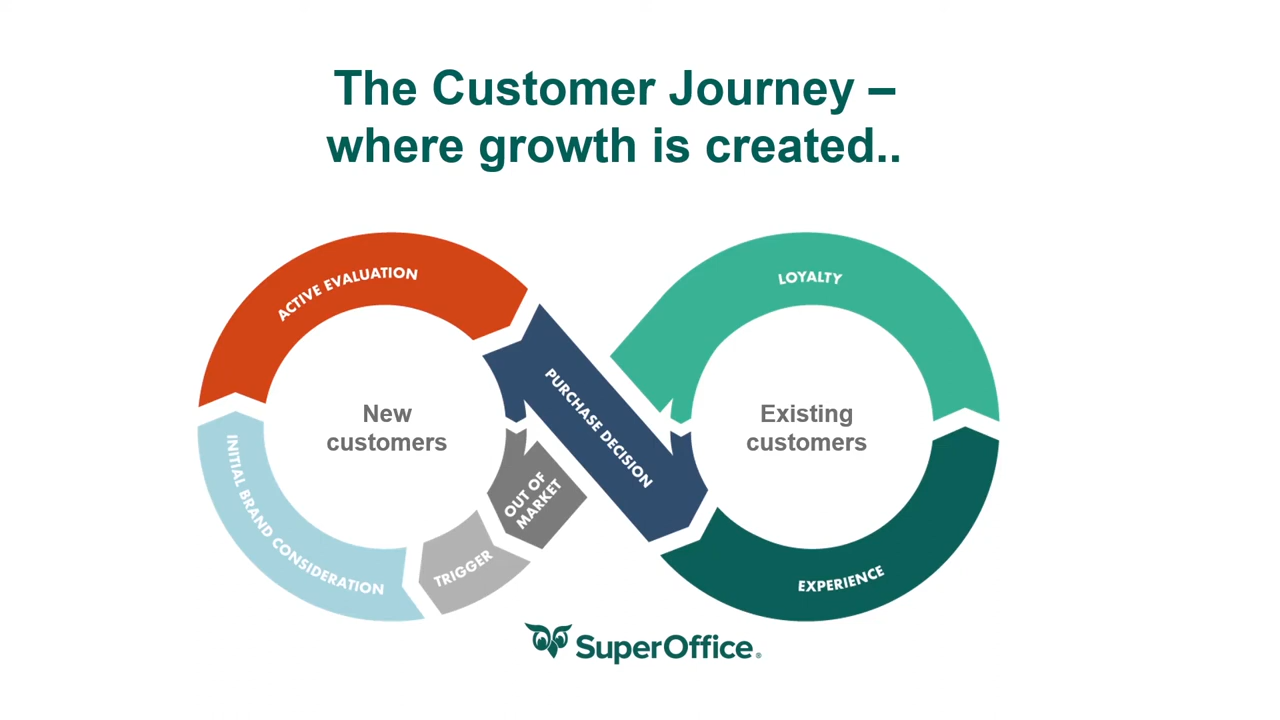 The Customer Journey –
where growth is created..
ACTIVE EVALUATION
LOYALTY
PURCHASE DECISION
New
customers
Existing
customers
INITIAL BRAND CONSIDERATION
OUT OF
MARKET
TRIGGER
EXPERIENCE
SuperOffice®